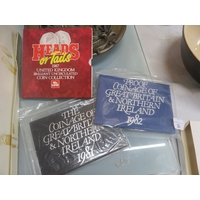 HEADS
or Tails
UNITED KINGDOM
BRILLIANT UNCIRCULATED
COIN COLLECTION
THE
COINAGE OF
GREAT BRITAIN
& NORTHERN
IRELAND
1981
THE
COINAGE OF
GREAT BRITAIN
& NORTHERN
IRELAND
1982